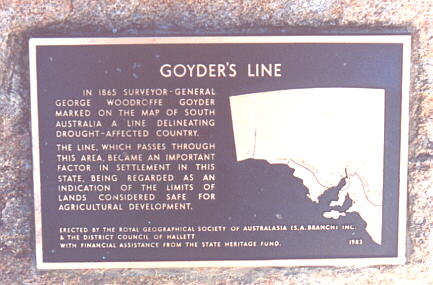 GOYDER'S LINE
IN 1865 SURVEYOR-GENERAL
GEORGE WOODROFFE GOYDER
MARKED ON THE MAP OF SOUTH
AUSTRALIA A LINE DELINEATING
DROUGHT-AFFECTED COUNTRY.
THE LINE, WHICH PASSES THROUGH
THIS AREA, BECAME AN IMPORTANT
FACTOR IN SETTLEMENT IN THIS
STATE, BEING REGARDED AS AN
INDICATION OF THE LIMITS OF
LANDS CONSIDERED SAFE FOR
AGRICULTURAL DEVELOPMENT.
ERECTED BY THE ROYAL GEOGRAPHICAL SOCIETY OF AUSTRALASIA (S.A. BRANCH) INC.
& THE DISTRICT COUNCIL OF HALLETT
WITH FINANCIAL ASSISTANCE FROM THE STATE HERITAGE FUND. 1983